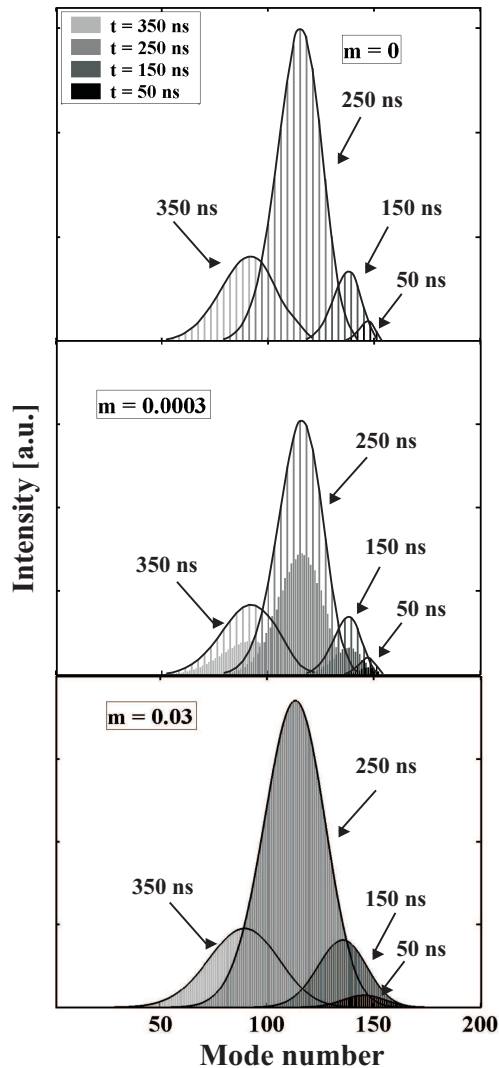 t = 350 ns
t = 250 ns
t = 150 ns
t = 50 ns
m = 0
250 ns
350 ns
150 ns
50 ns
m = 0.0003
250 ns
350 ns
150 ns
50 ns
Intensity [a.u.]
m = 0.03
250 ns
350 ns
150 ns
50 ns
50 100 150 200
Mode number